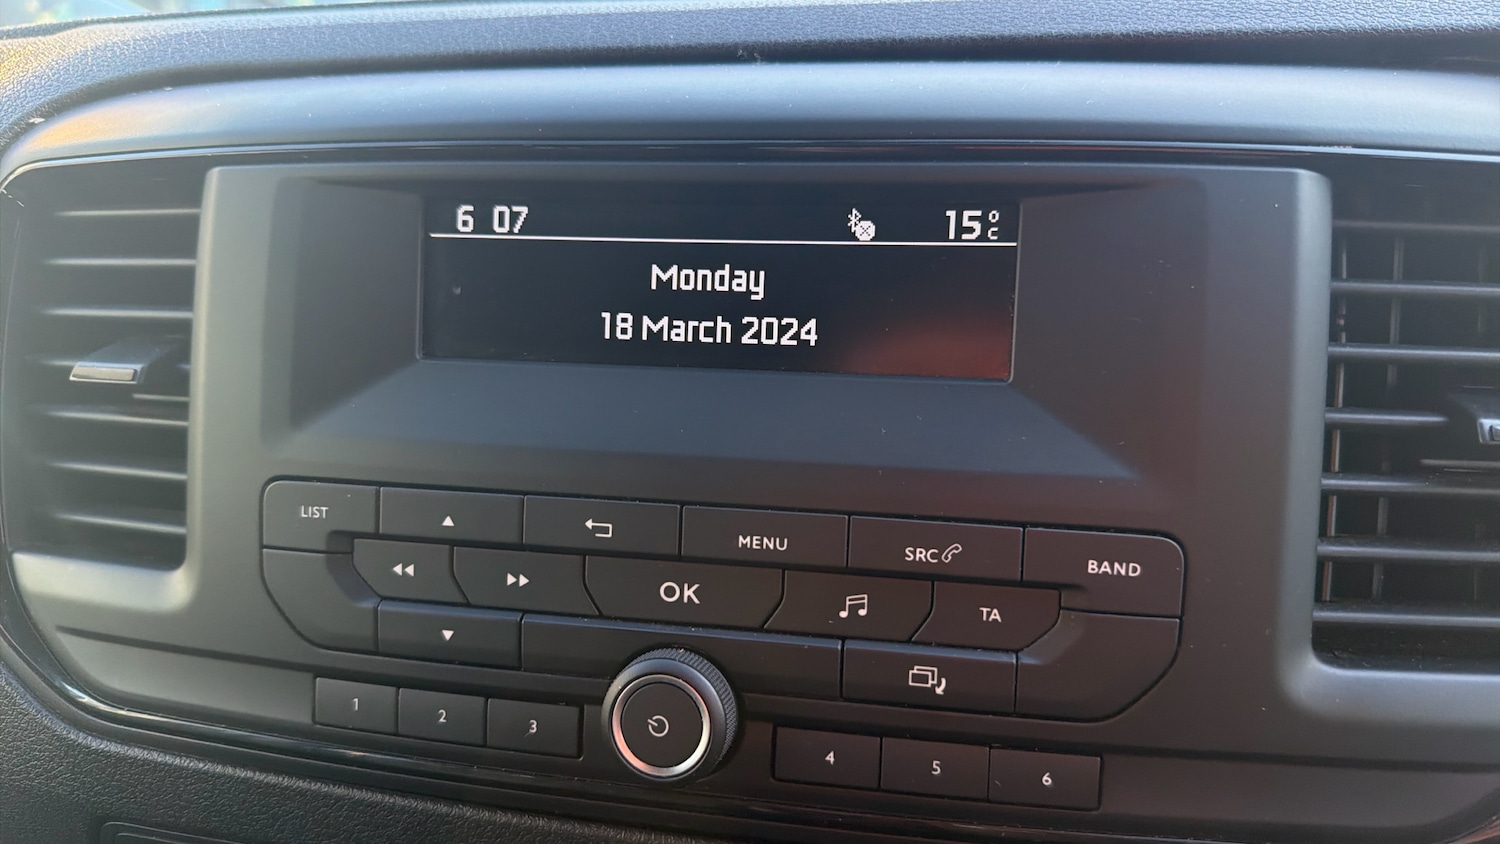 6 07 15°C
Monday
18 March 2024
LIST
MENU
SRC
BAND
OK
TA
1
2
3
4
5
6